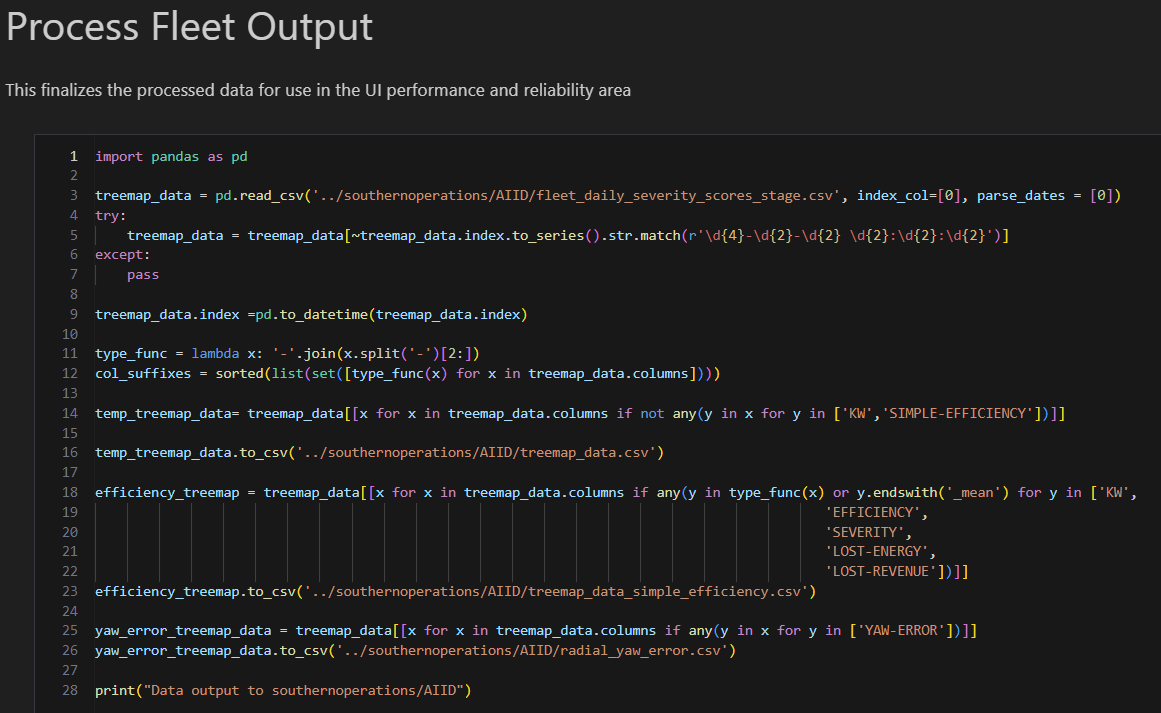 Process Fleet Output
This finalizes the processed data for use in the UI performance and reliability area
1 import pandas as pd
2
3 treemap_data = pd.read_csv('../southernoperations/AIID/fleet_daily_severity_scores_stage.csv', index_col=[0], parse_dates = [0])
4 try:
5     treemap_data = treemap_data[~treemap_data.index.to_series().str.match(r'\d{4}-\d{2}-\d{2} \d{2}:\d{2}:\d{2}')]
6 except:
7     pass
8
9 treemap_data.index =pd.to_datetime(treemap_data.index)
10
11 type_func = lambda x: '-'.join(x.split('-')[2:])
12 col_suffixes = sorted(list(set([type_func(x) for x in treemap_data.columns])))
13
14 temp_treemap_data= treemap_data[[x for x in treemap_data.columns if not any(y in x for y in ['KW','SIMPLE-EFFICIENCY'])]]
15
16 temp_treemap_data.to_csv('../southernoperations/AIID/treemap_data.csv')
17
18 efficiency_treemap = treemap_data[[x for x in treemap_data.columns if any(y in type_func(x) or y.endswith('_mean') for y in ['KW',
19 'EFFICIENCY',
20 'SEVERITY',
21 'LOST-ENERGY',
22 'LOST-REVENUE'])]]
23 efficiency_treemap.to_csv('../southernoperations/AIID/treemap_data_simple_efficiency.csv')
24
25 yaw_error_treemap_data = treemap_data[[x for x in treemap_data.columns if any(y in x for y in ['YAW-ERROR'])]]
26 yaw_error_treemap_data.to_csv('../southernoperations/AIID/radial_yaw_error.csv')
27
28 print("Data output to southernoperations/AIID")